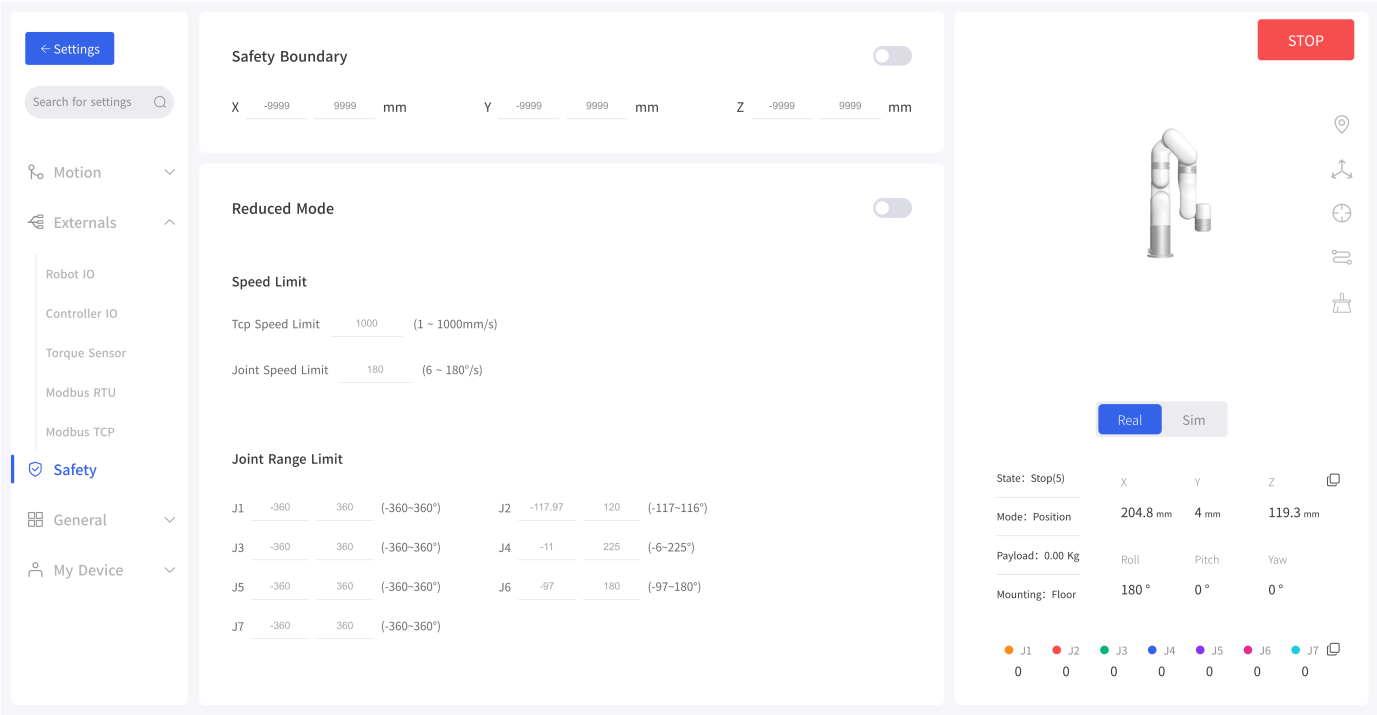 Settings
Search for settings
Motion
Externals
Robot IO
Controller IO
Torque Sensor
Modbus RTU
Modbus TCP
Safety
General
My Device
Safety Boundary
X -9999 9999 mm Y -9999 9999 mm Z -9999 9999 mm
Reduced Mode
Speed Limit
Tcp Speed Limit 1000 (1 ~ 1000mm/s)
Joint Speed Limit 180 (6 ~ 180°/s)
Joint Range Limit
J1 -360 360 (-360~360°) J2 -117.97 120 (-117~116°)
J3 -360 360 (-360~360°) J4 -11 225 (-6~225°)
J5 -360 360 (-360~360°) J6 -97 180 (-97~180°)
J7 -360 360 (-360~360°)
STOP
Real Sim
State: Stop(5)
Mode: Position
Payload: 0.00 Kg
Mounting: Floor
X Y Z
204.8 mm 4 mm 119.3 mm
Roll Pitch Yaw
180 ° 0 ° 0 °
J1 J2 J3 J4 J5 J6 J7
0 0 0 0 0 0 0